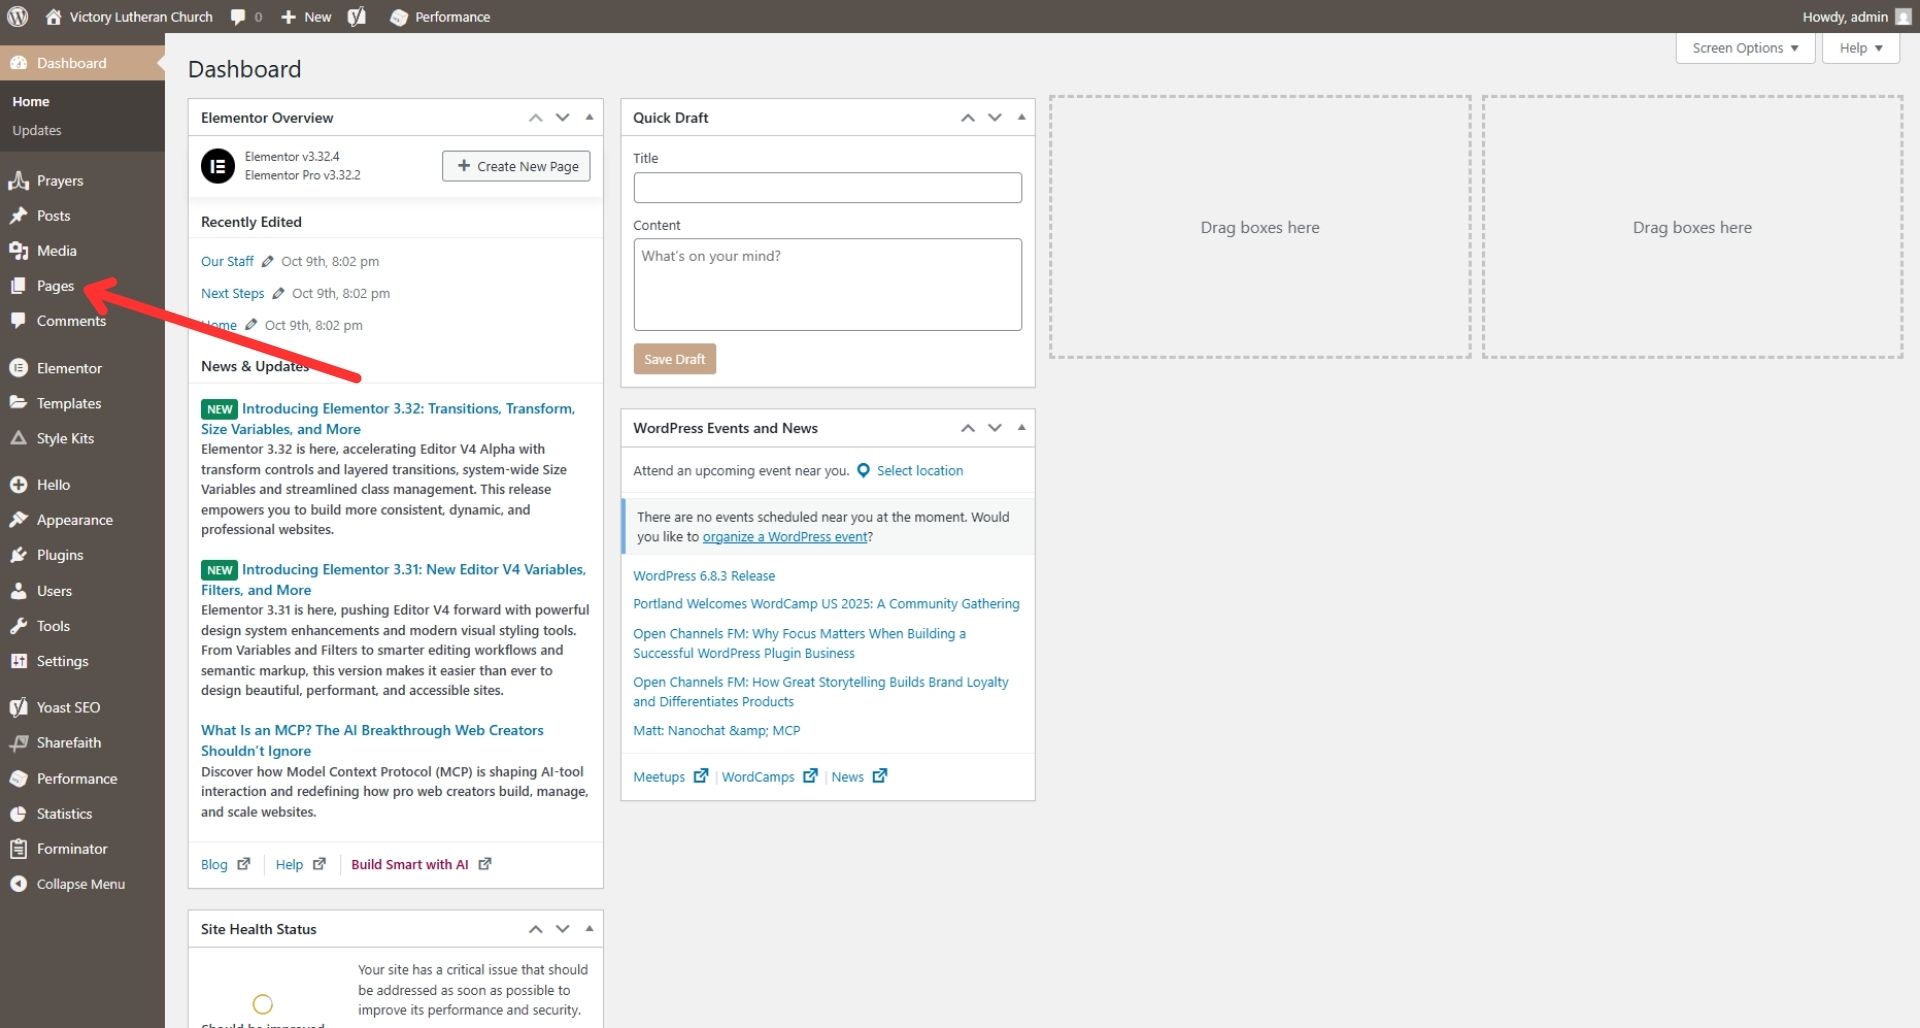 Victory Lutheran Church 0 New Performance Howdy, admin
Screen Options Help
Dashboard
Home
Updates
Prayers
Posts
Media
Pages
Comments
Elementor
Templates
Style Kits
Hello
Appearance
Plugins
Users
Tools
Settings
Yoast SEO
Sharefaith
Performance
Statistics
Forminator
Collapse Menu
Dashboard
Elementor Overview
Elementor v3.32.4
Elementor Pro v3.32.2
Create New Page
Recently Edited
Our Staff Oct 9th, 8:02 pm
Next Steps Oct 9th, 8:02 pm
Home Oct 9th, 8:02 pm
News & Updates
NEW Introducing Elementor 3.32: Transitions, Transform,
Size Variables, and More
Elementor 3.32 is here, accelerating Editor V4 Alpha with
transform controls and layered transitions, system-wide Size
Variables and streamlined class management. This release
empowers you to build more consistent, dynamic, and
professional websites.
NEW Introducing Elementor 3.31: New Editor V4 Variables,
Filters, and More
Elementor 3.31 is here, pushing Editor V4 forward with powerful
design system enhancements and modern visual styling tools.
From Variables and Filters to smarter editing workflows and
semantic markup, this version makes it easier than ever to
design beautiful, performant, and accessible sites.
What Is an MCP? The AI Breakthrough Web Creators
Shouldn't Ignore
Discover how Model Context Protocol (MCP) is shaping AI-tool
interaction and redefining how pro web creators build, manage,
and scale websites.
Blog Help Build Smart with AI
Site Health Status
Your site has a critical issue that should
be addressed as soon as possible to
improve its performance and security.
Should be improved
Quick Draft
Title
Content
What's on your mind?
Save Draft
WordPress Events and News
Attend an upcoming event near you. Select location
There are no events scheduled near you at the moment. Would
you like to organize a WordPress event?
WordPress 6.8.3 Release
Portland Welcomes WordCamp US 2025: A Community Gathering
Open Channels FM: Why Focus Matters When Building a
Successful WordPress Plugin Business
Open Channels FM: How Great Storytelling Builds Brand Loyalty
and Differentiates Products
Matt: Nanochat &amp; MCP
Meetups | WordCamps | News
Drag boxes here
Drag boxes here